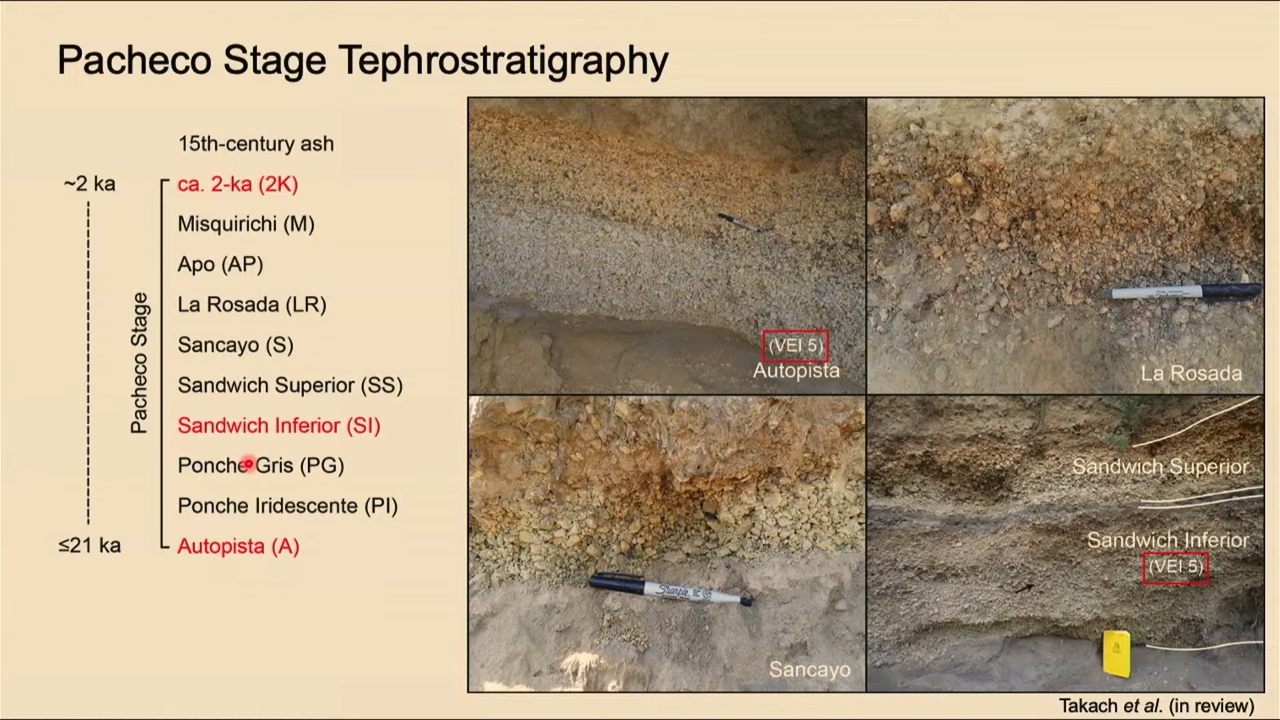 Pacheco Stage Tephrostratigraphy
15th-century ash
~2 ka
ca. 2-ka (2K)
Misquirichi (M)
Apo (AP)
La Rosada (LR)
Sancayo (S)
Sandwich Superior (SS)
Sandwich Inferior (SI)
Ponche Gris (PG)
Ponche Iridescente (PI)
≤21 ka
Autopista (A)
Pacheco Stage
(VEI 5)
Autopista
La Rosada
Sharpie
Sancayo
Sandwich Superior
Sandwich Inferior
(VEI 5)
Takach et al. (in review)